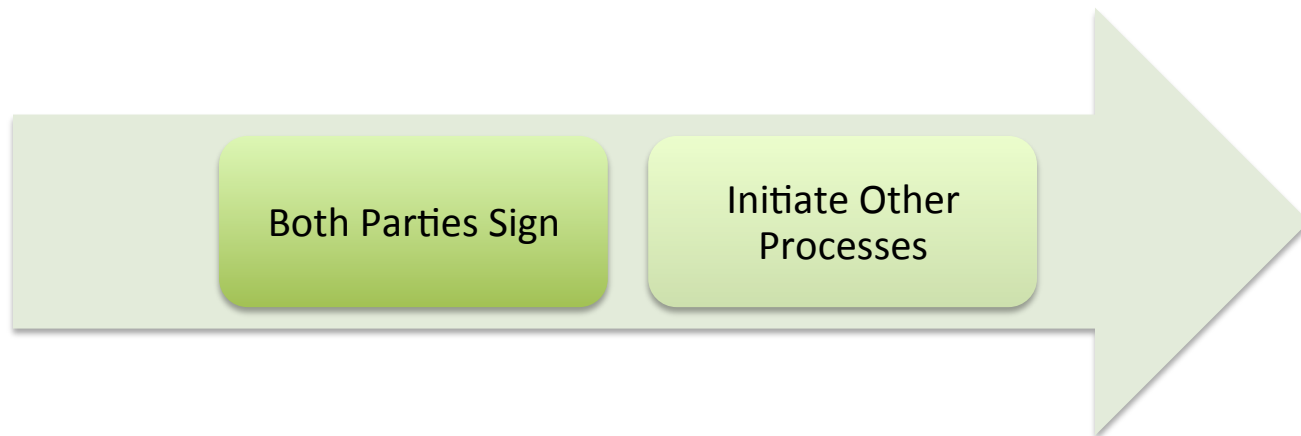 Both Parties Sign
Initiate Other
Processes